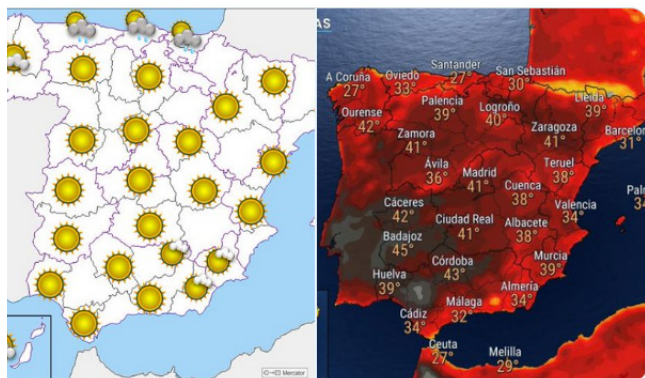 AS
Santander
27°
San Sebastián
30°
A Coruña
27°
Oviedo
33°
Palencia
39°
Logroño
40°
Lleida
39°
Ourense
42°
Zamora
41°
Zaragoza
41°
Barcelon
31°
Ávila
36°
Madrid
41°
Teruel
38°
Cuenca
38°
Cáceres
42°
Valencia
34°
Palm
34
Ciudad Real
41°
Albacete
38°
Badajoz
45°
Córdoba
43°
Murcia
39°
Huelva
39°
Almería
34°
Málaga
32°
Cádiz
34°
Ceuta
27°
Melilla
29°
Mercator